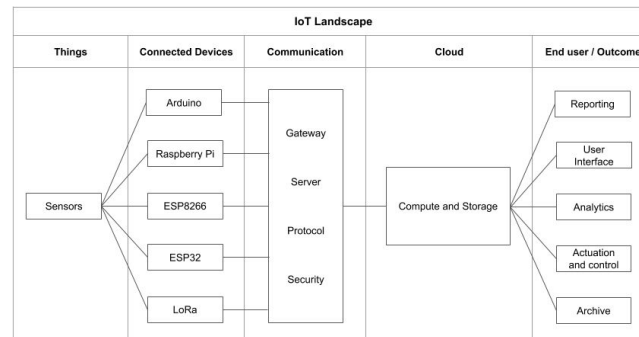 IoT Landscape
Things
Connected Devices
Communication
Cloud
End user / Outcome
Sensors
Arduino
Raspberry Pi
ESP8266
ESP32
LoRa
Gateway
Server
Protocol
Security
Compute and Storage
Reporting
User
Interface
Analytics
Actuation
and control
Archive